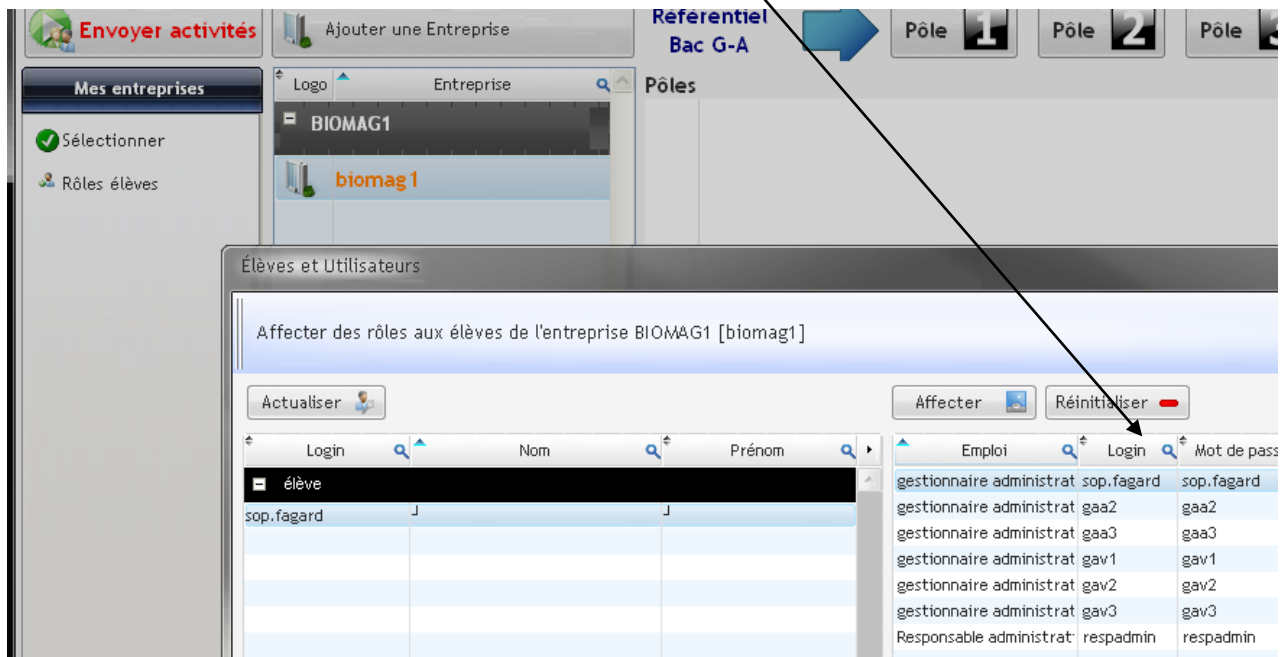 Envoyer activités
Ajouter une Entreprise
Référentiel
Bac G-A
Pôle 1
Pôle 2
Pôle
Mes entreprises
Sélectionner
Rôles élèves
Logo Entreprise
BIOMAG1
biomag1
Pôles
Élèves et Utilisateurs
Affecter des rôles aux élèves de l'entreprise BIOMAG1 [biomag1]
Actualiser
Affecter Réinitialiser
Login Nom Prénom
élève
sop.fagard
Emploi Login Mot de pass
gestionnaire administrat sop.fagard sop.fagard
gestionnaire administrat gaa2 gaa2
gestionnaire administrat gaa3 gaa3
gestionnaire administrat gav1 gav1
gestionnaire administrat gav2 gav2
gestionnaire administrat gav3 gav3
Responsable administrat respadmin respadmin